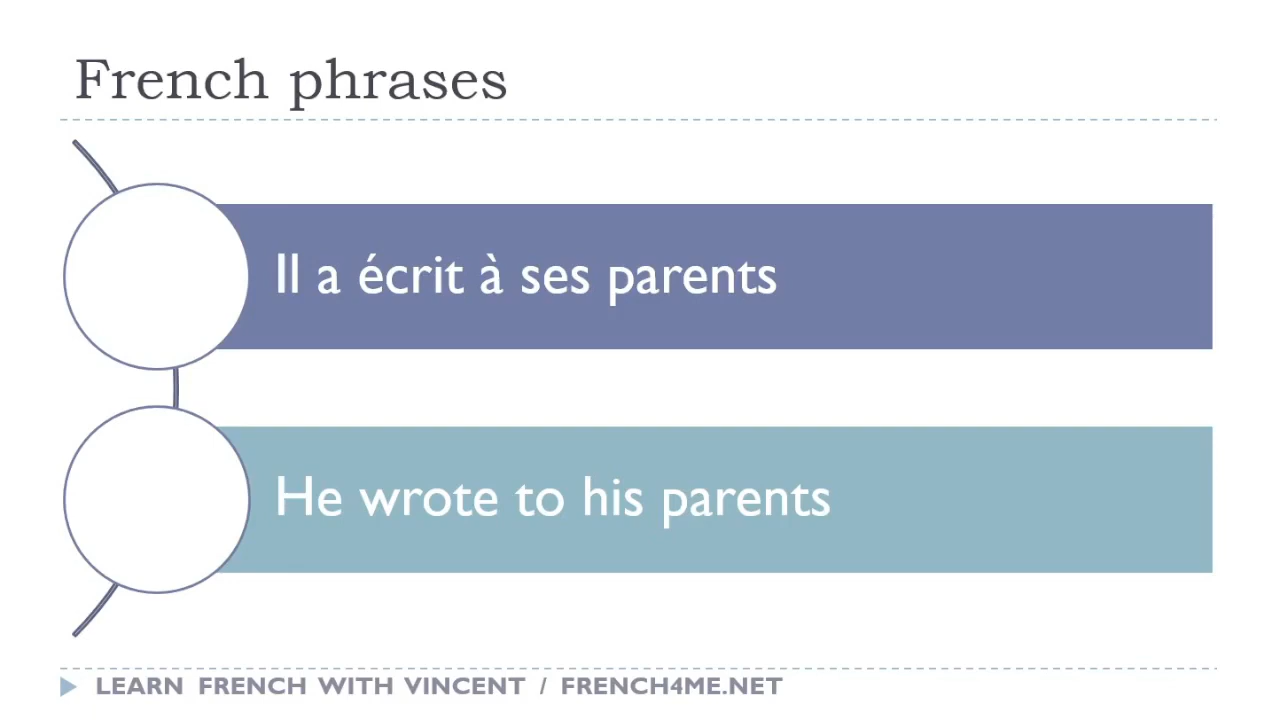 French phrases
Il a écrit à ses parents
He wrote to his parents
LEARN FRENCH WITH VINCENT / FRENCH4ME.NET